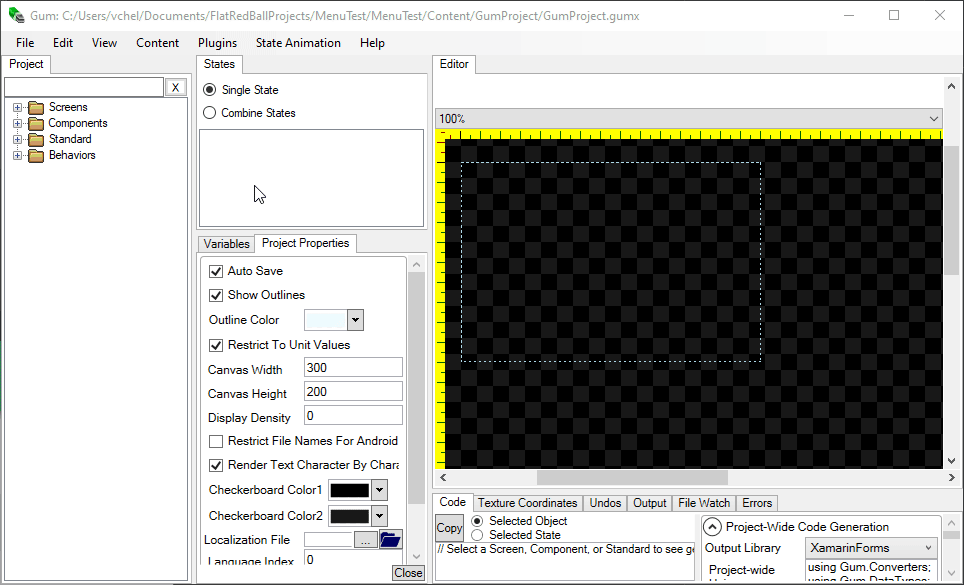 Gum: C:/Users/vchel/Documents/FlatRedBallProjects/MenuTest/MenuTest/Content/GumProject/GumProject.gumx
File Edit View Content Plugins State Animation Help
Project
X
Screens
Components
Standard
Behaviors
States
Single State
Combine States
Variables Project Properties
Auto Save
Show Outlines
Outline Color
Restrict To Unit Values
Canvas Width 300
Canvas Height 200
Display Density 0
Restrict File Names For Android
Render Text Character By Chara
Checkerboard Color1
Checkerboard Color2
Localization File ...
Language Index 0
Close
Editor
100%
Code Texture Coordinates Undos Output File Watch Errors
Copy
Selected Object
Selected State
// Select a Screen, Component, or Standard to see ge
Project-Wide Code Generation
Output Library XamarinForms
Project-wide
using Gum.Converters;
using Gum.DataTypes;